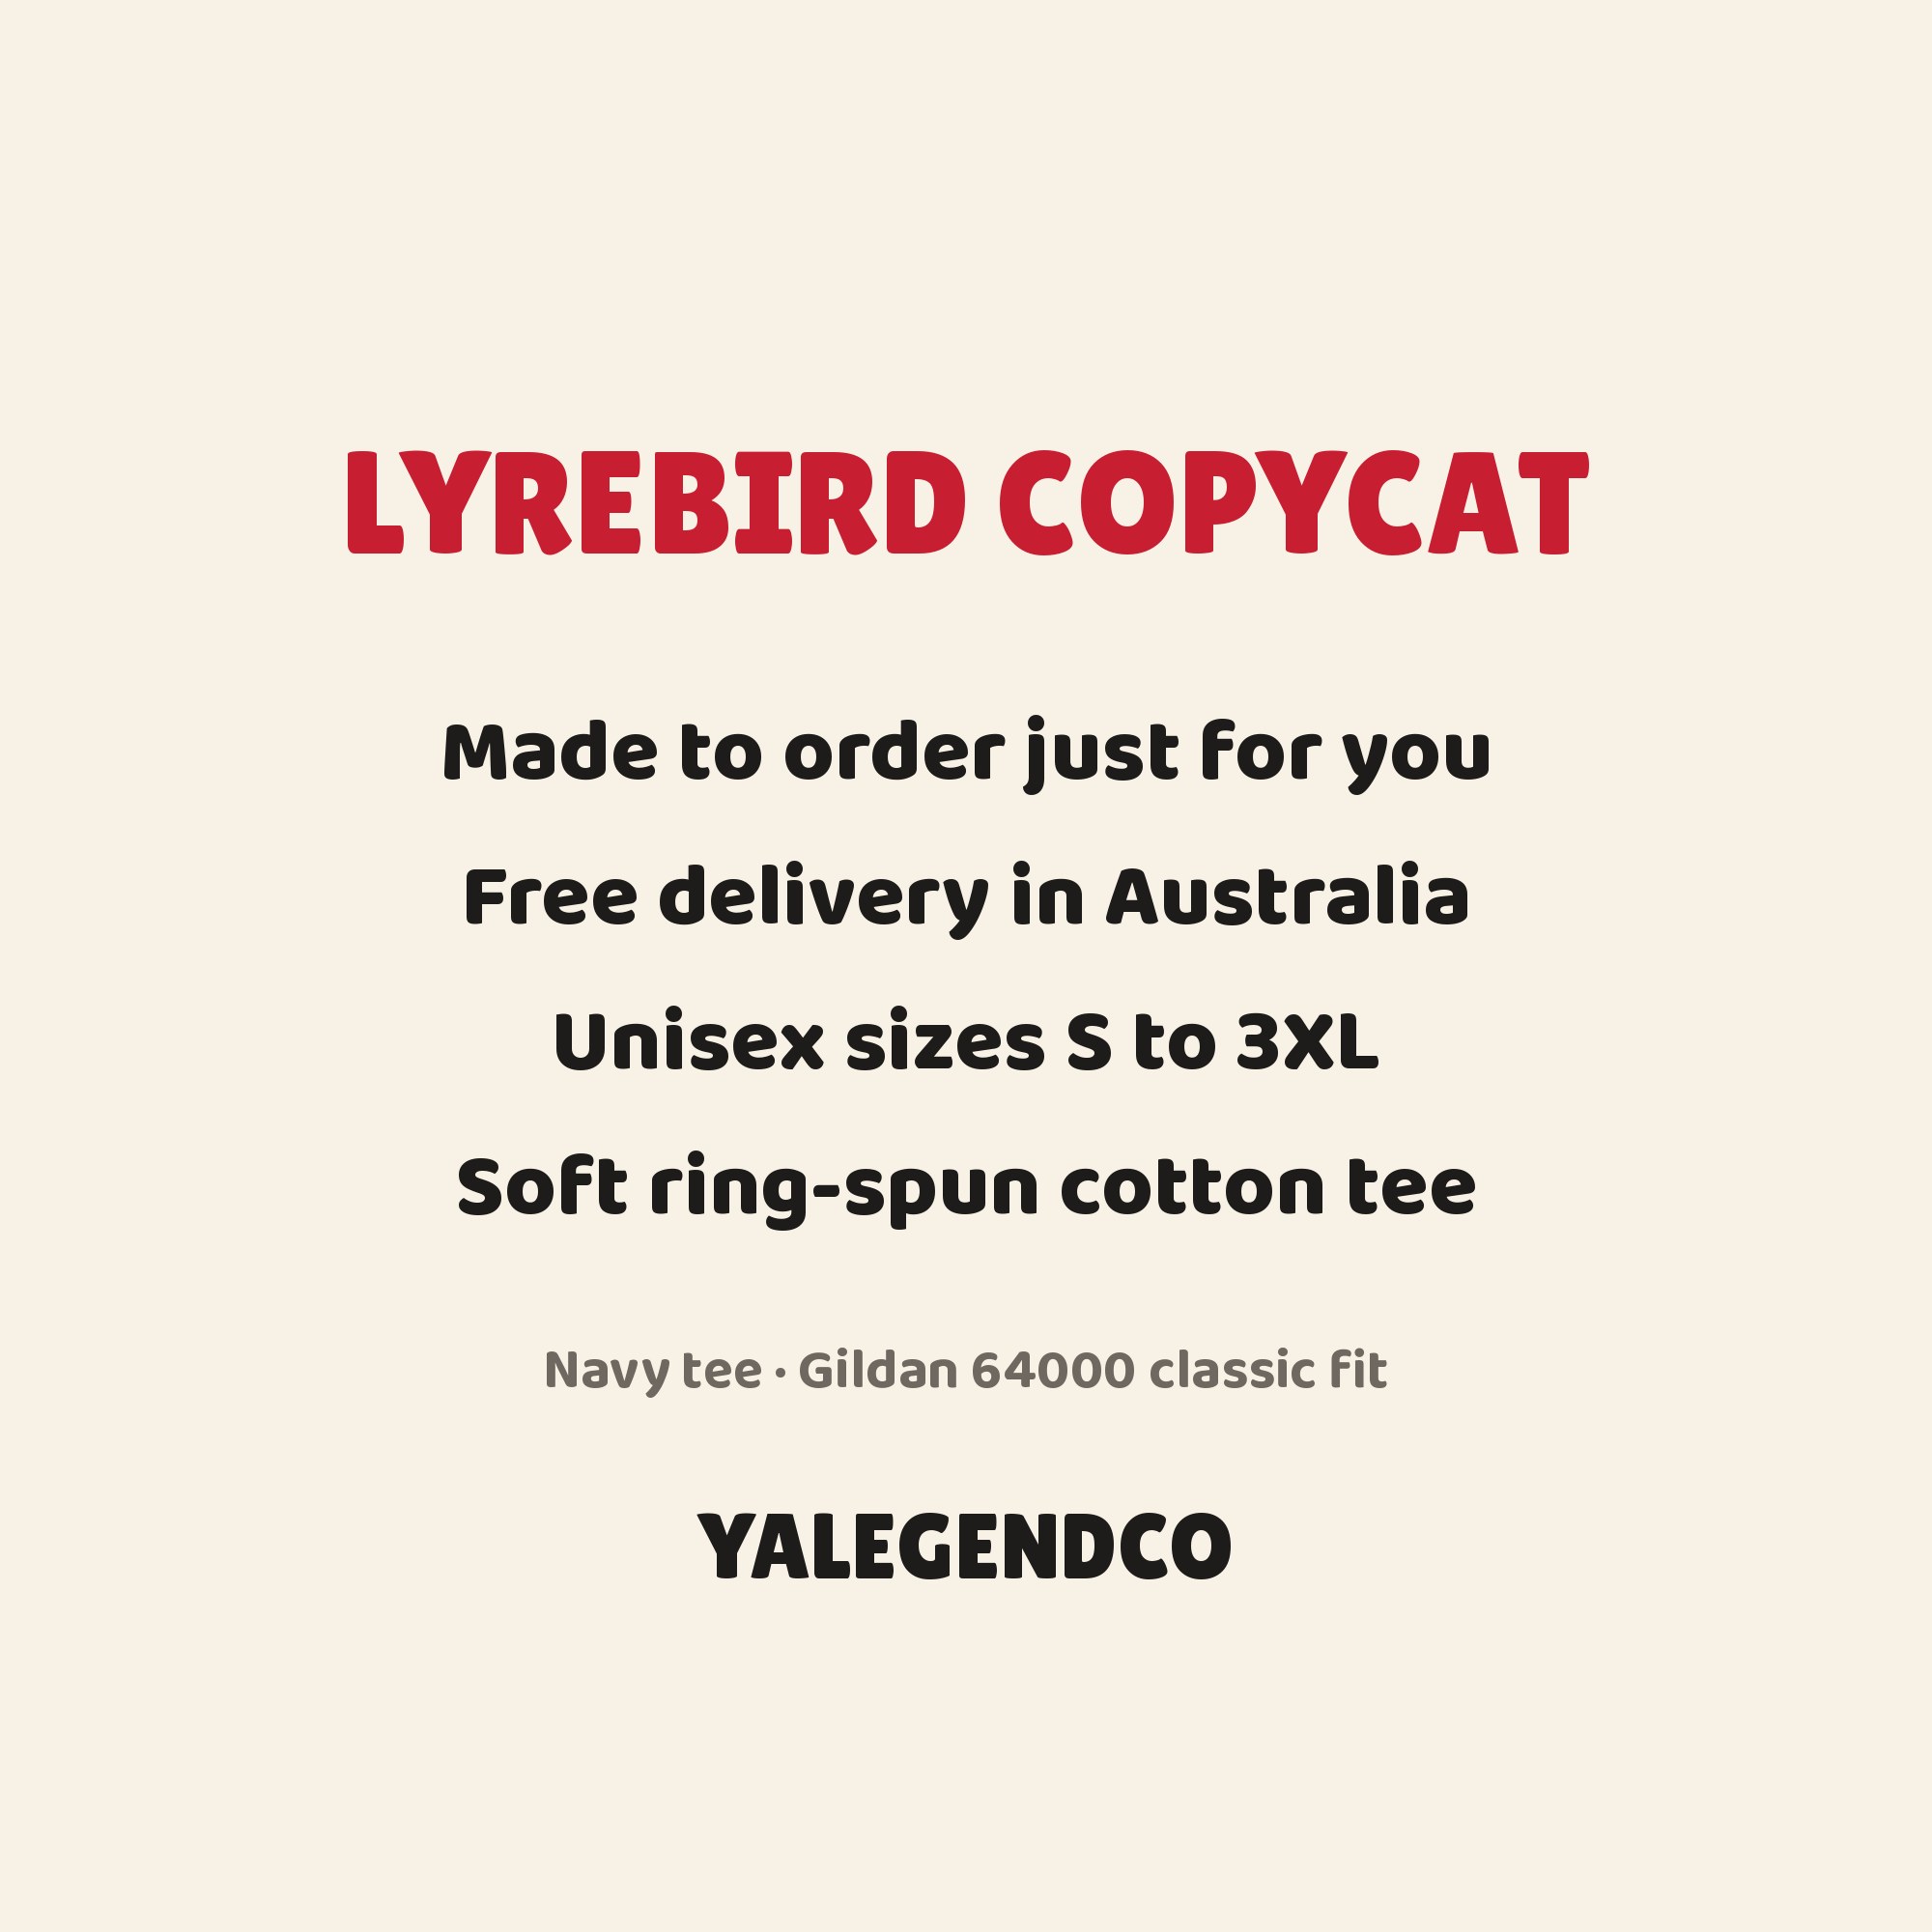 LYREBIRD COPYCAT
Made to order just for you
Free delivery in Australia
Unisex sizes S to 3XL
Soft ring-spun cotton tee
Navy tee · Gildan 64000 classic fit
YALEGENDCO